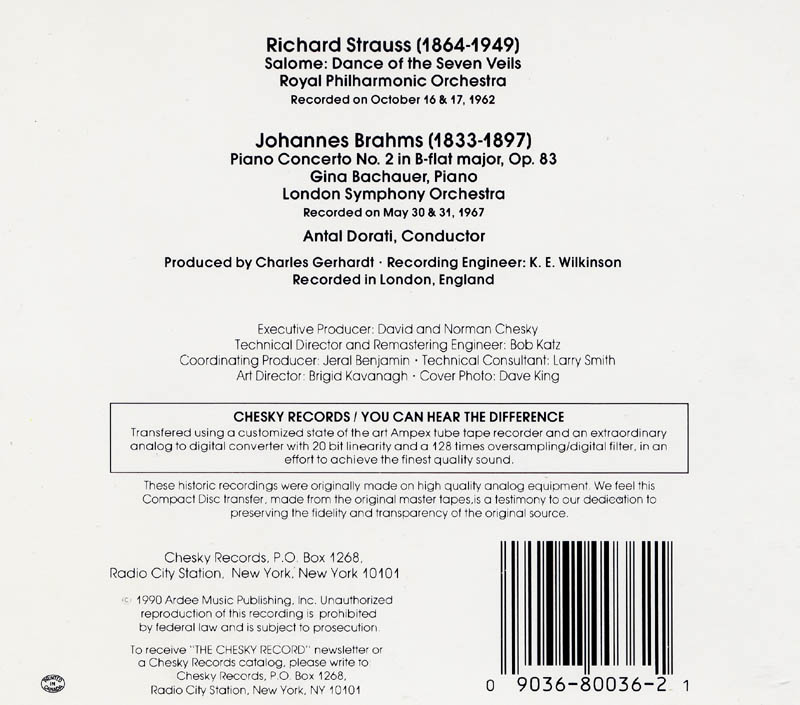 Richard Strauss (1864-1949)
Salome: Dance of the Seven Veils
Royal Philharmonic Orchestra
Recorded on October 16 & 17, 1962
Johannes Brahms (1833-1897)
Piano Concerto No. 2 in B-flat major, Op. 83
Gina Bachauer, Piano
London Symphony Orchestra
Recorded on May 30 & 31, 1967
Antal Dorati, Conductor
Produced by Charles Gerhardt · Recording Engineer: K. E. Wilkinson
Recorded in London, England
Executive Producer: David and Norman Chesky
Technical Director and Remastering Engineer: Bob Katz
Coordinating Producer: Jeral Benjamin · Technical Consultant: Larry Smith
Art Director: Brigid Kavanagh · Cover Photo: Dave King
CHESKY RECORDS / YOU CAN HEAR THE DIFFERENCE
Transfered using a customized state of the art Ampex tube tape recorder and an extraordinary
analog to digital converter with 20 bit linearity and a 128 times oversampling/digital filter, in an
effort to achieve the finest quality sound.
These historic recordings were originally made on high quality analog equipment. We feel this
Compact Disc transfer, made from the original master tapes, is a testimony to our dedication to
preserving the fidelity and transparency of the original source.
Chesky Records, P.O. Box 1268,
Radio City Station, New York, New York 10101
© 1990 Ardee Music Publishing, Inc. Unauthorized
reproduction of this recording is prohibited
by federal law and is subject to prosecution.
To receive "THE CHESKY RECORD" newsletter or
a Chesky Records catalog, please write to:
Chesky Records, P.O. Box 1268,
Radio City Station, New York, NY 10101
PRINTED
IN
CANADA
0 9036-80036-2 1